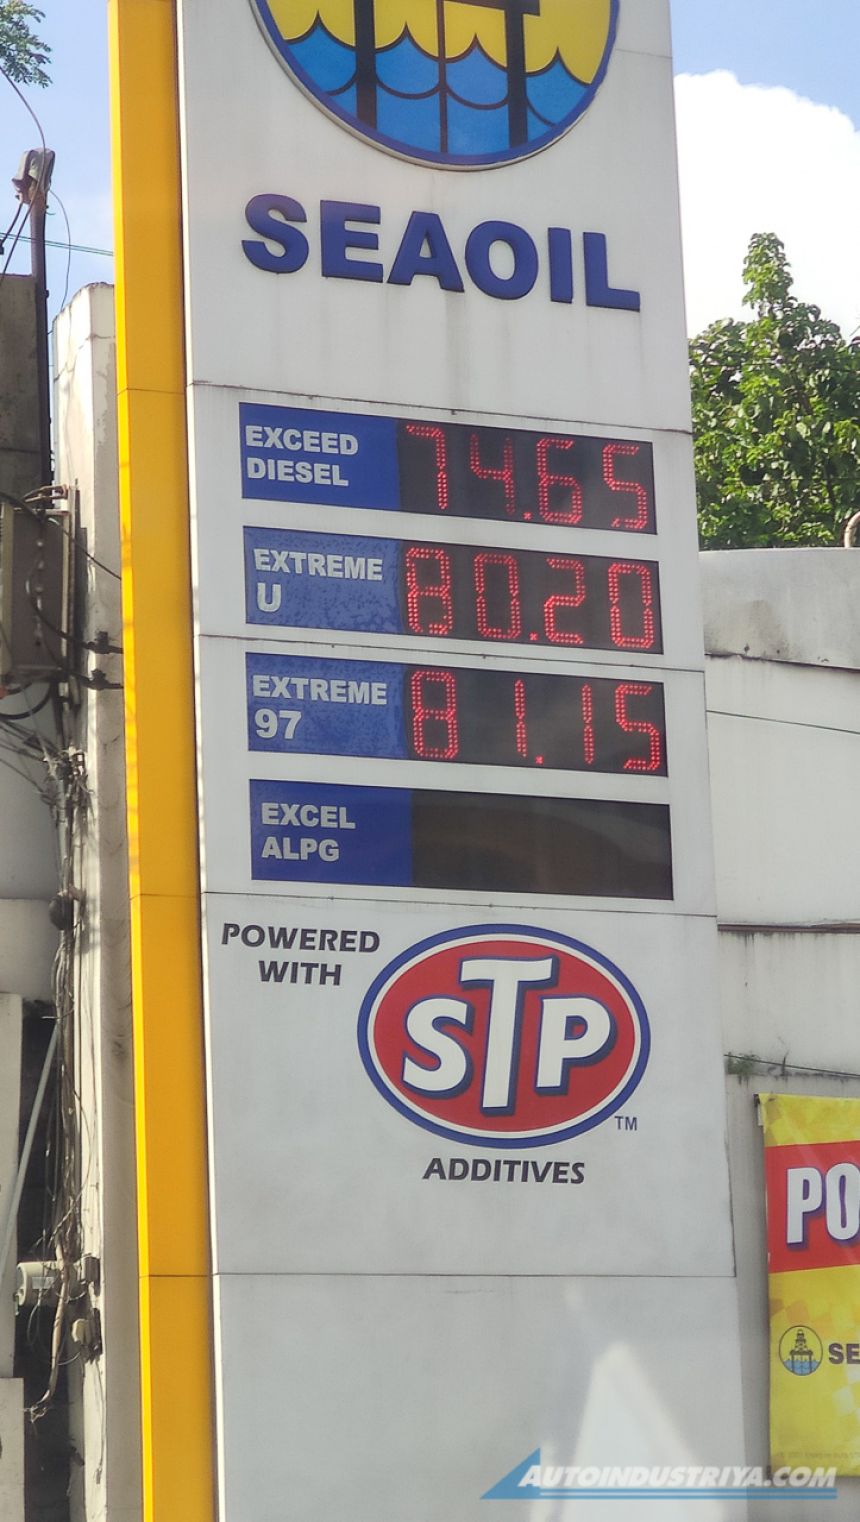 SEAOIL
EXCEED
DIESEL
74.65
EXTREME
U
80.20
EXTREME
97
81.15
EXCEL
ALPG
POWERED
WITH
STP
TM
ADDITIVES
PO
SE
AUTOINDUSTRIYA.COM